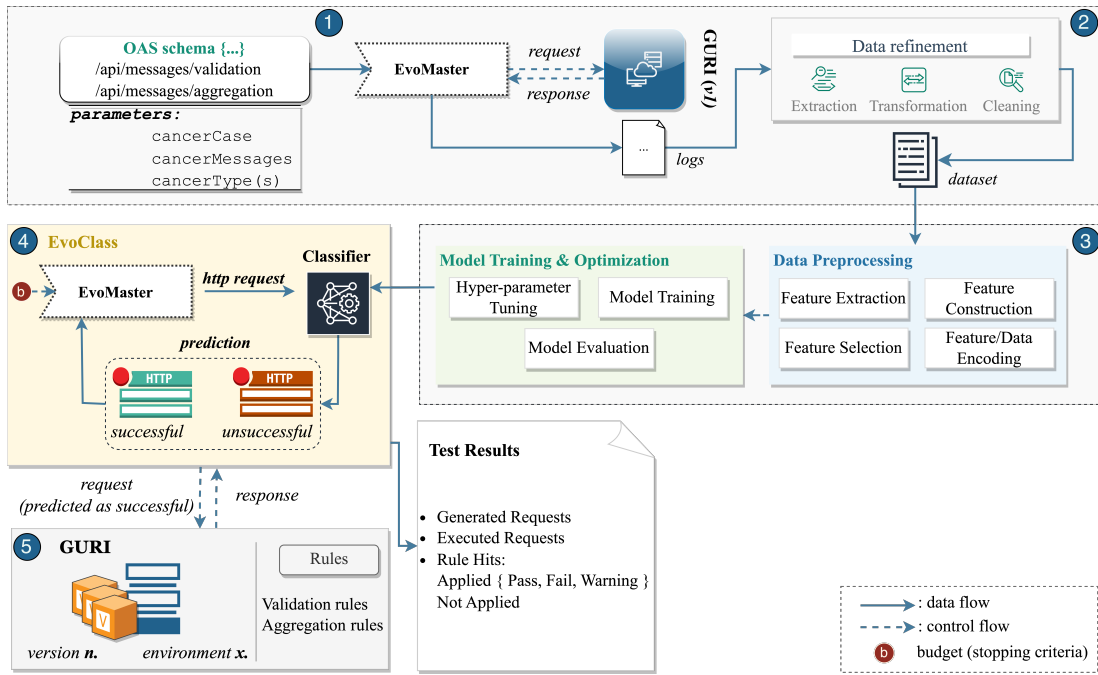 1
OAS schema {...}
/api/messages/validation
/api/messages/aggregation
parameters:
cancerCase
cancerMessages
cancerType(s)
EvoMaster
request
response
GURI (v1)
...
logs
2
Data refinement
Extraction
Transformation
Cleaning
dataset
3
Model Training & Optimization
Hyper-parameter
Tuning
Model Training
Model Evaluation
Data Preprocessing
Feature Extraction
Feature
Construction
Feature Selection
Feature/Data
Encoding
4
EvoClass
b
EvoMaster
http request
Classifier
prediction
HTTP
successful
HTTP
unsuccessful
request
(predicted as successful)
response
5
GURI
V
version n.
environment x.
Rules
Validation rules
Aggregation rules
Test Results
• Generated Requests
• Executed Requests
• Rule Hits:
Applied { Pass, Fail, Warning }
Not Applied
: data flow
: control flow
b
budget (stopping criteria)